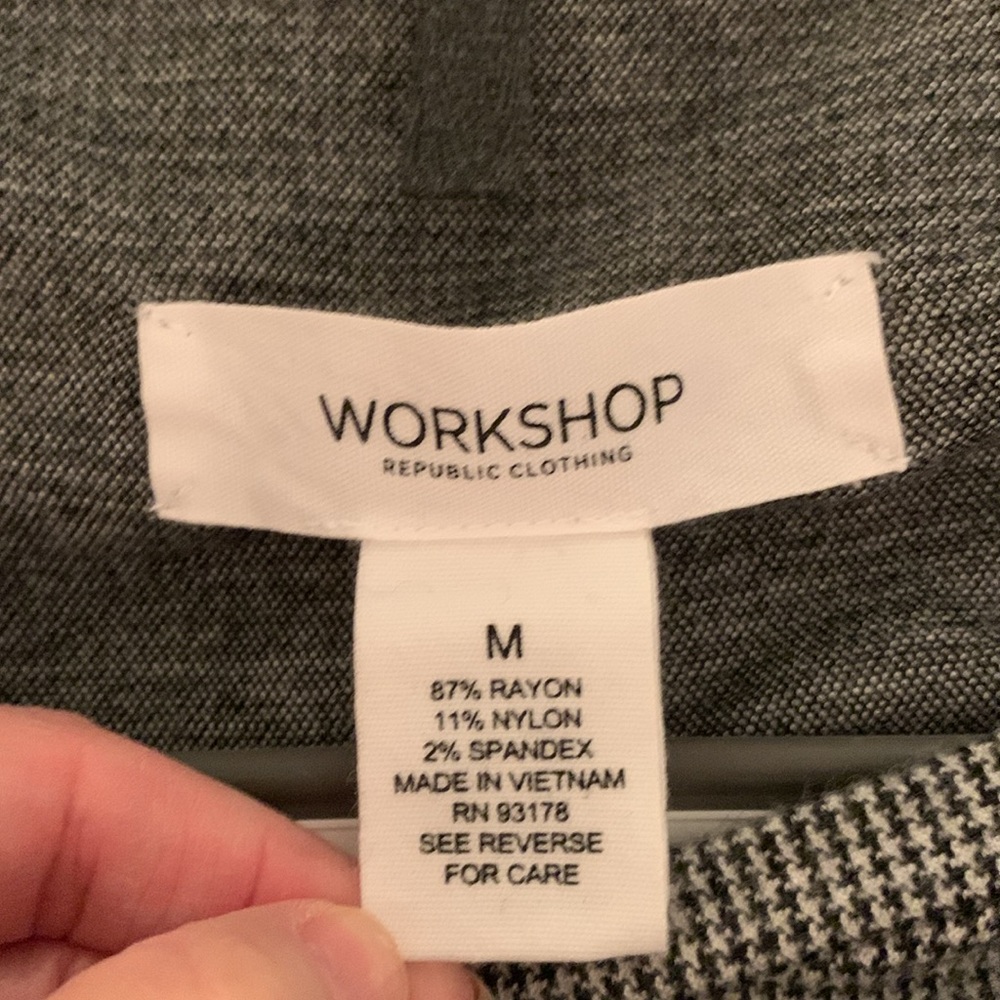 WORKSHOP
REPUBLIC CLOTHING
M
87% RAYON
11% NYLON
2% SPANDEX
MADE IN VIETNAM
RN 93178
SEE REVERSE
FOR CARE